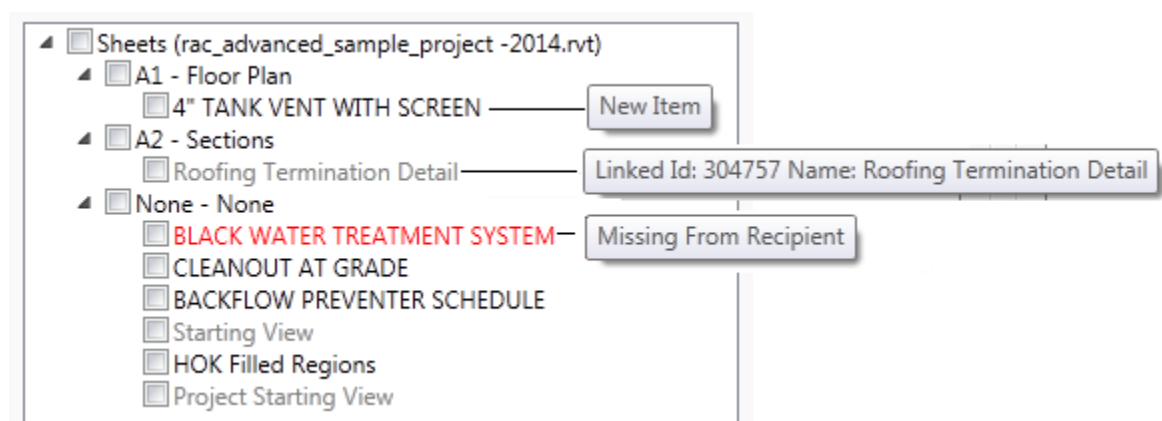 Sheets (rac_advanced_sample_project -2014.rvt)
A1 - Floor Plan
4" TANK VENT WITH SCREEN New Item
A2 - Sections
Roofing Termination Detail Linked Id: 304757 Name: Roofing Termination Detail
None - None
BLACK WATER TREATMENT SYSTEM Missing From Recipient
CLEANOUT AT GRADE
BACKFLOW PREVENTER SCHEDULE
Starting View
HOK Filled Regions
Project Starting View